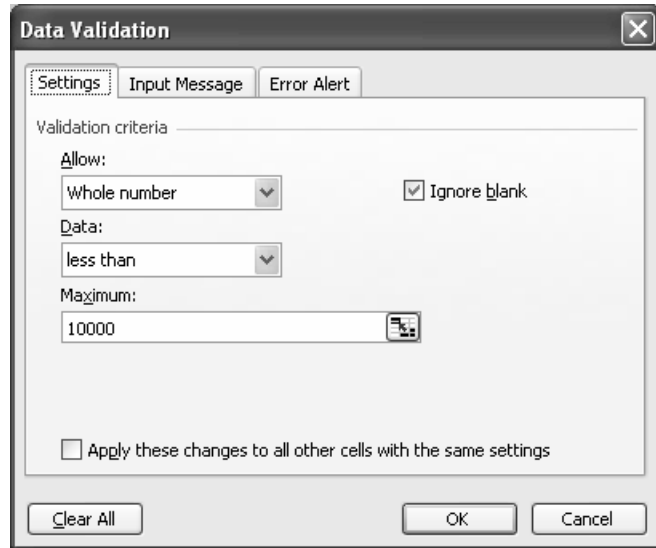 Data Validation
Settings Input Message Error Alert
Validation criteria
Allow:
Whole number Ignore blank
Data:
less than
Maximum:
10000
Apply these changes to all other cells with the same settings
Clear All OK Cancel